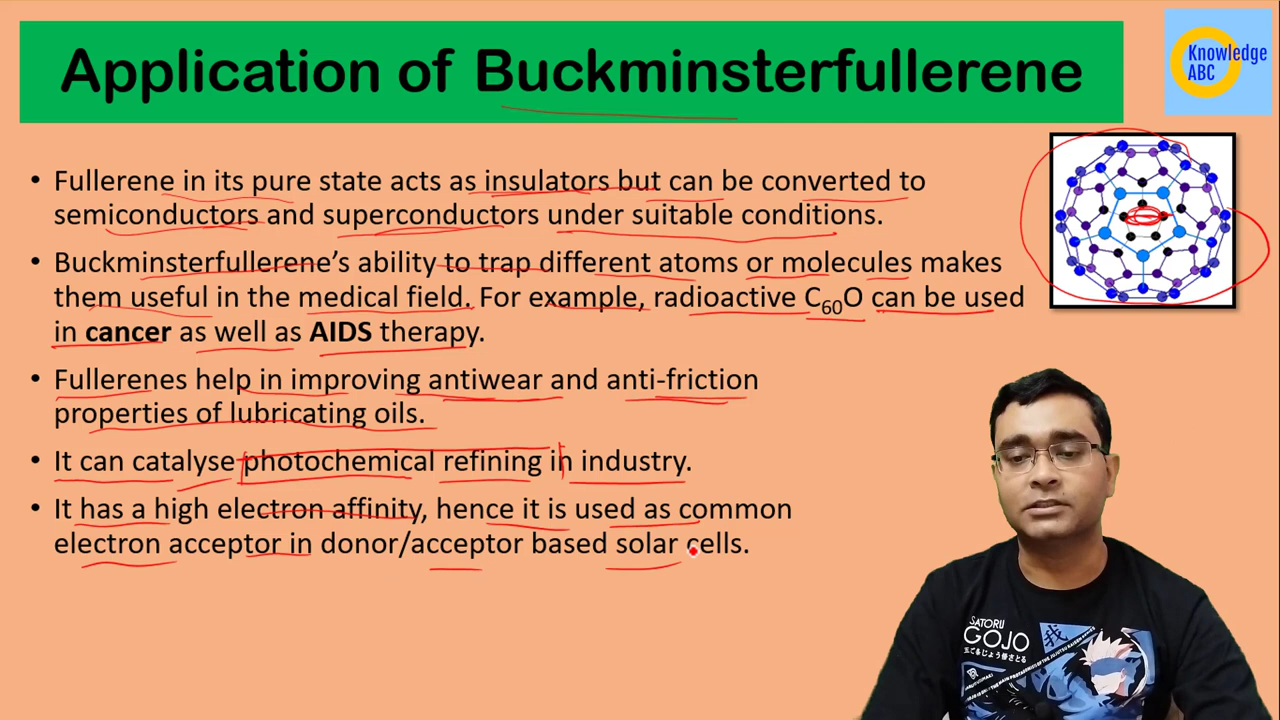 Application of Buckminsterfullerene
Knowledge
ABC
• Fullerene in its pure state acts as insulators but can be converted to
semiconductors and superconductors under suitable conditions.
• Buckminsterfullerene's ability to trap different atoms or molecules makes
them useful in the medical field. For example, radioactive C60O can be used
in cancer as well as AIDS therapy.
• Fullerenes help in improving antiwear and anti-friction
properties of lubricating oils.
• It can catalyse photochemical refining in industry.
• It has a high electron affinity, hence it is used as common
electron acceptor in donor/acceptor based solar cells.
SATORU
GOJO